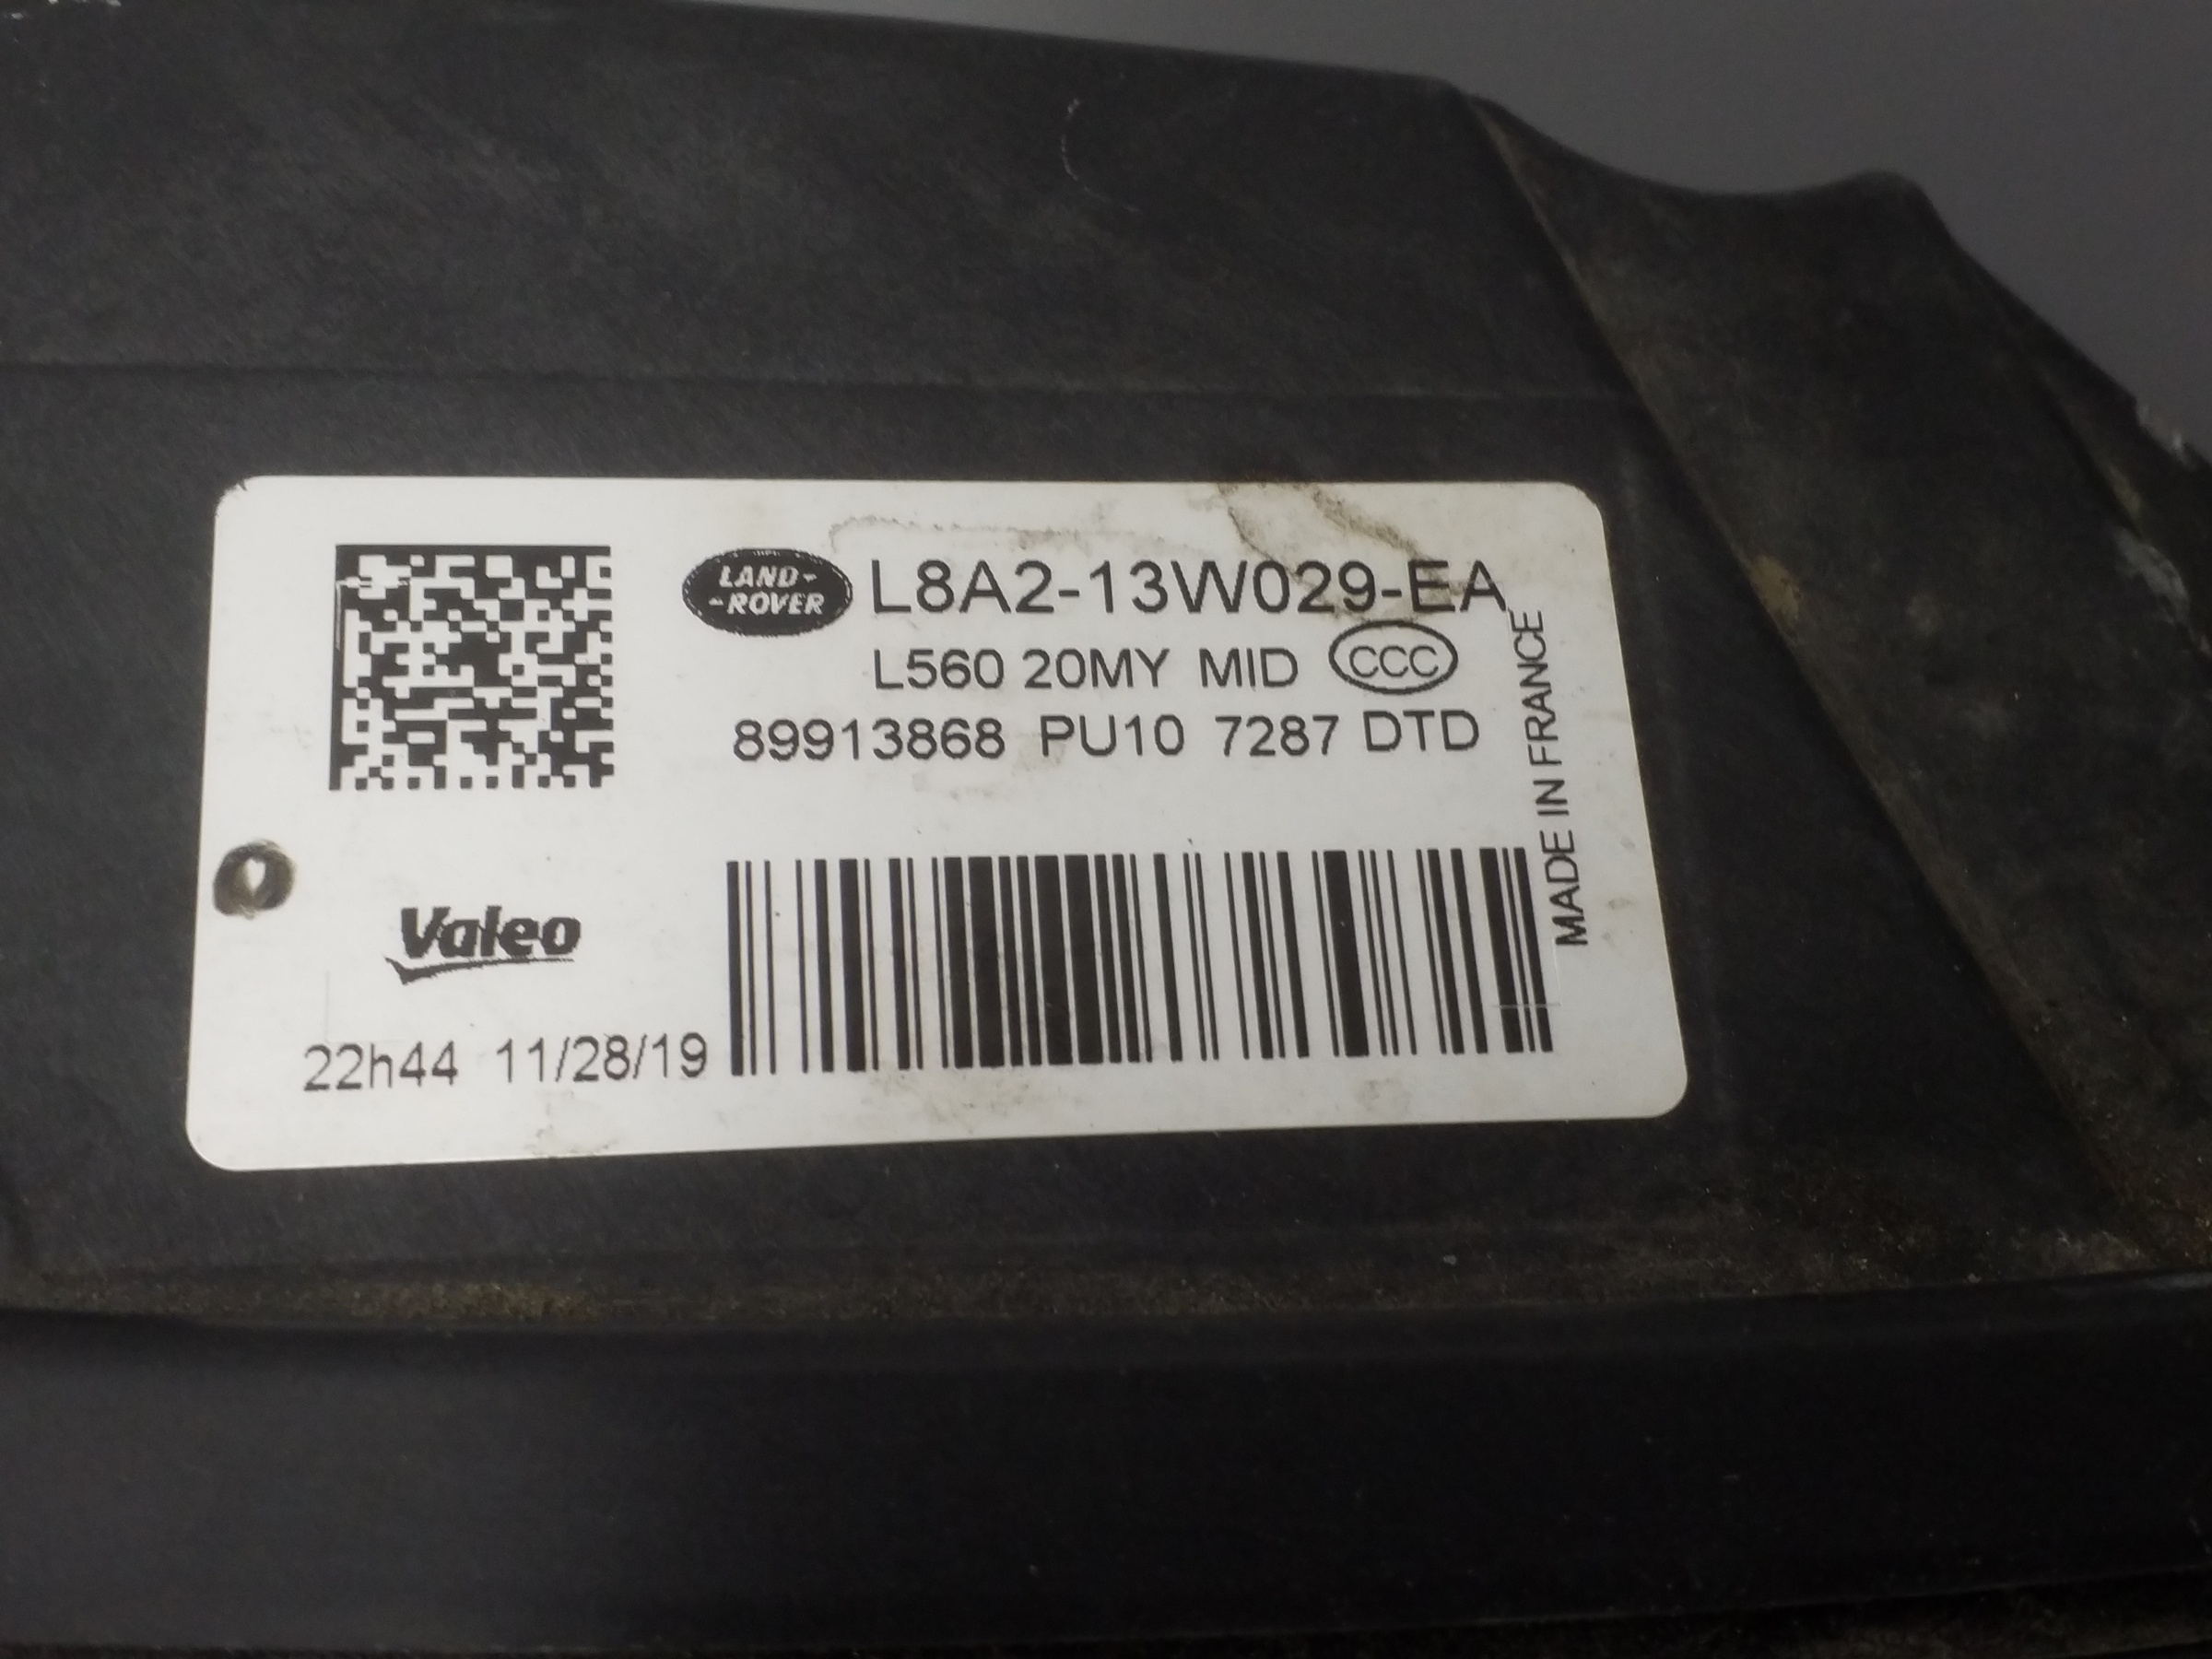 LAND-
-ROVER
L8A2-13W029-EA
L560 20MY MID CCC
89913868 PU10 7287 DTD
MADE IN FRANCE
Valeo
22h44 11/28/19